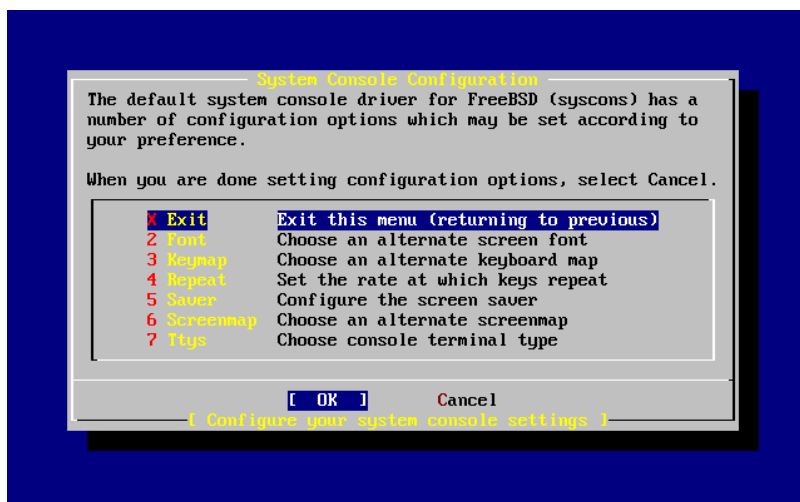 System Console Configuration
The default system console driver for FreeBSD (syscons) has a
number of configuration options which may be set according to
your preference.
When you are done setting configuration options, select Cancel.
X Exit Exit this menu (returning to previous)
2 Font Choose an alternate screen font
3 Keymap Choose an alternate keyboard map
4 Repeat Set the rate at which keys repeat
5 Saver Configure the screen saver
6 Screenmap Choose an alternate screenmap
7 Ttys Choose console terminal type
[ OK ] Cancel
[ Configure your system console settings ]